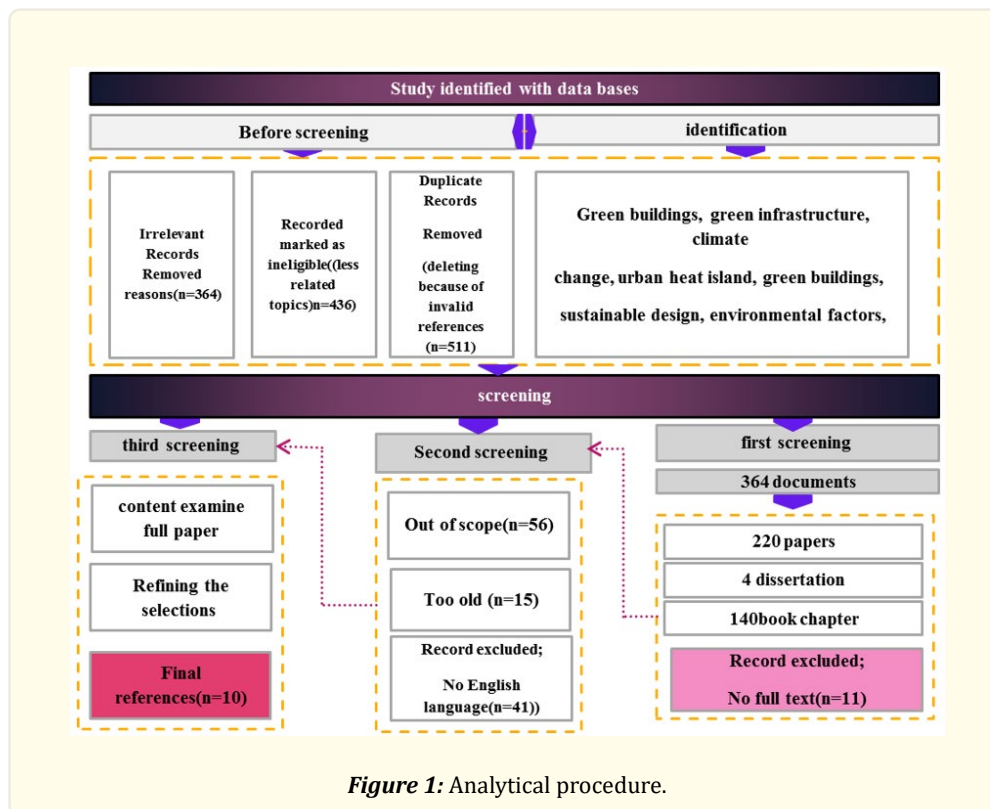 Study identified with data bases
Before screening
identification
Irrelevant
Records
Removed
reasons(n=364)
Recorded
marked as
ineligible((less
related
topics)n=436)
Duplicate
Records
Removed
(deleting
because of
invalid
references
(n=511)
Green buildings, green infrastructure,
climate
change, urban heat island, green buildings,
sustainable design, environmental factors,
screening
third screening
content examine
full paper
Refining the
selections
Final
references(n=10)
Second screening
Out of scope(n=56)
Too old (n=15)
Record excluded;
No English
language(n=41))
first screening
364 documents
220 papers
4 dissertation
140book chapter
Record excluded;
No full text(n=11)
Figure 1: Analytical procedure.